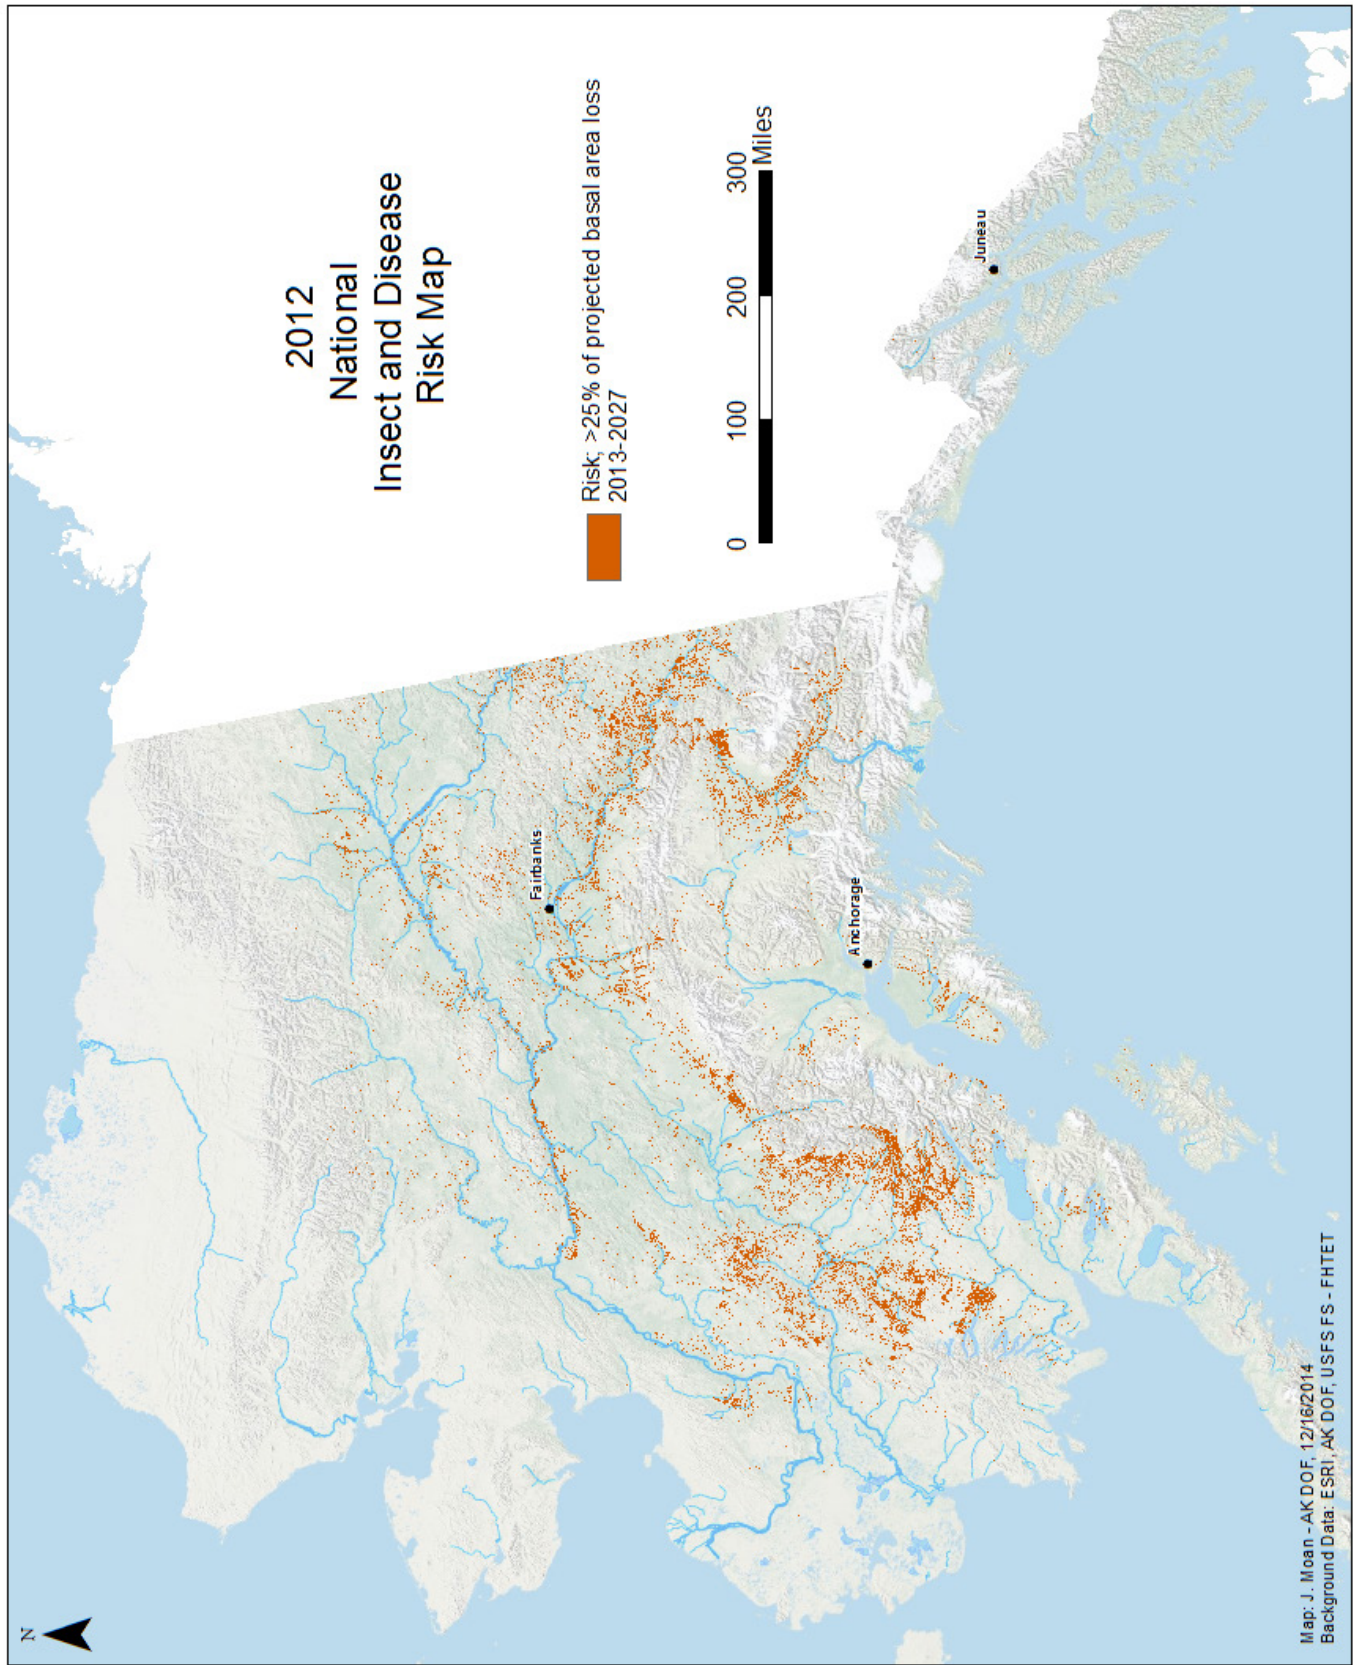 N
2012
National
Insect and Disease
Risk Map
Risk; >25% of projected basal area loss
2013-2027
0 100 200 300
Miles
Fairbanks
Anchorage
Juneau
Map: J. Moan - AK DOF, 12/16/2014
Background Data: ESRI, AK DOF, USFS FS - FHTET